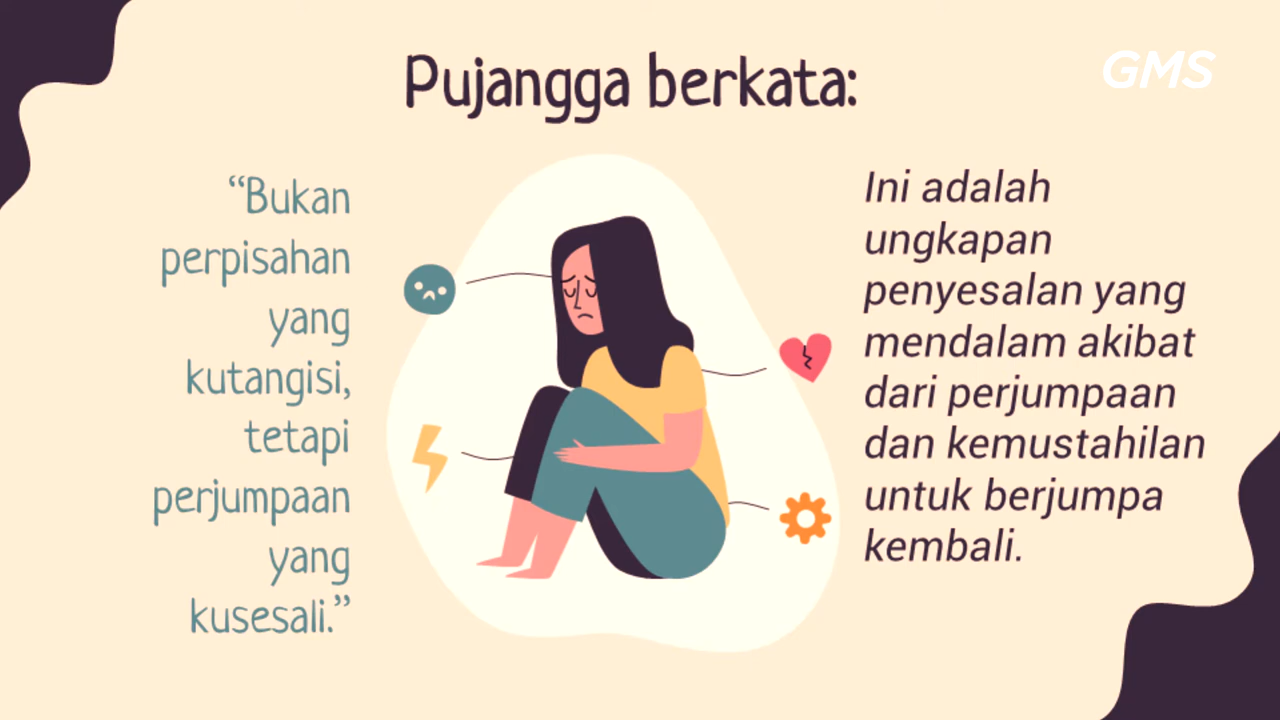 Pujangga berkata:
GMS
“Bukan
perpisahan
yang
kutangisi,
tetapi
perjumpaan
yang
kusesali.”
Ini adalah
ungkapan
penyesalan yang
mendalam akibat
dari perjumpaan
dan kemustahilan
untuk berjumpa
kembali.